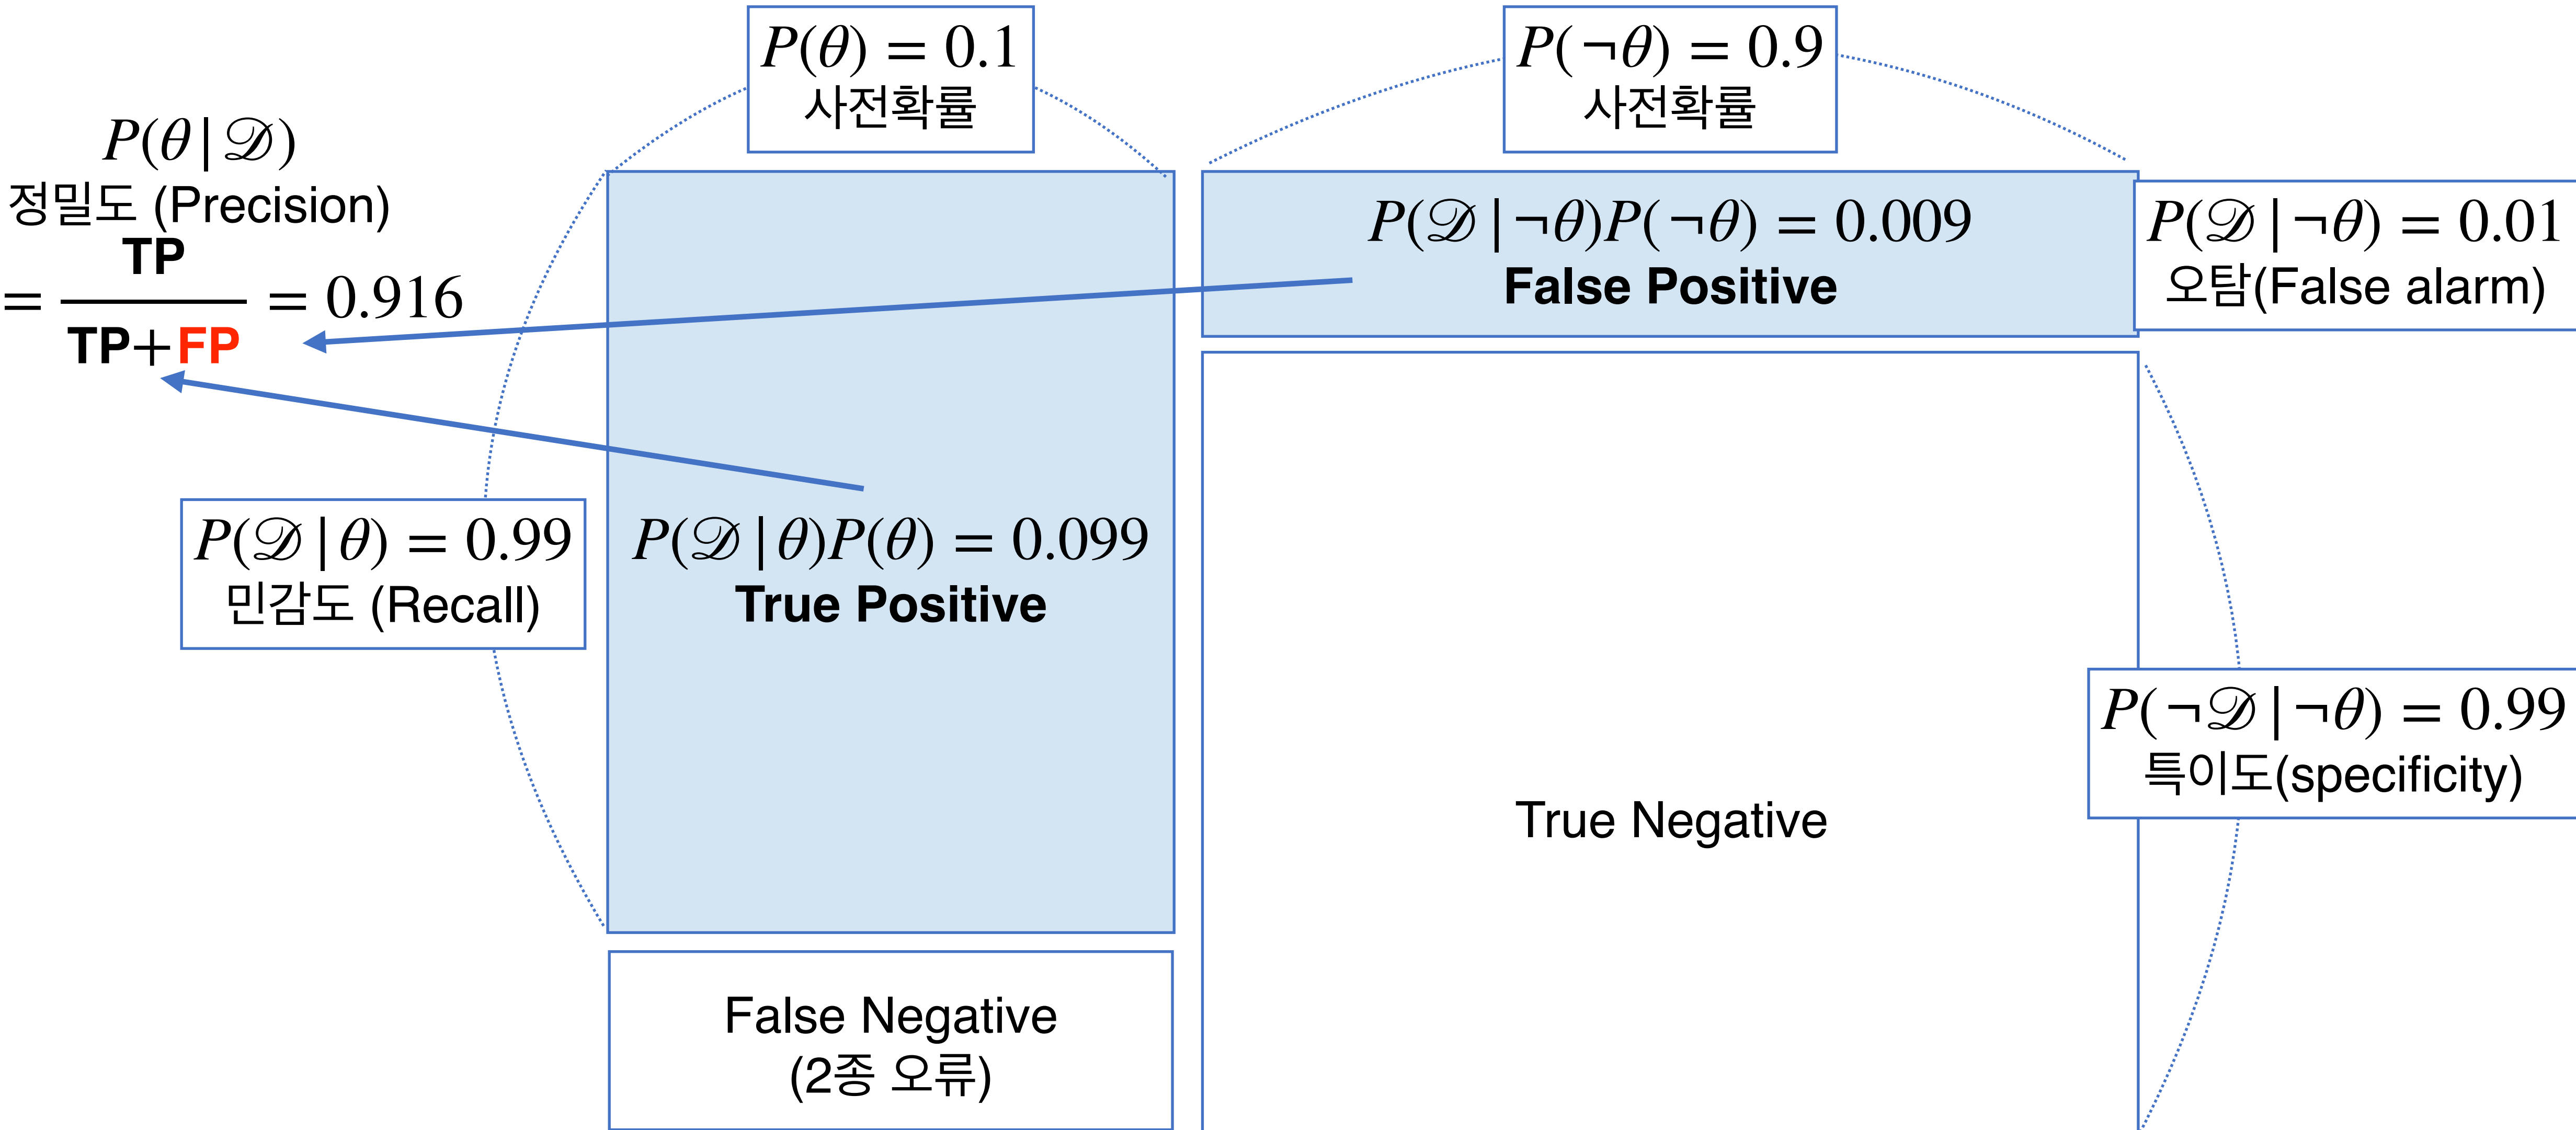 P(θ) = 0.1
사전확률
P(¬θ) = 0.9
사전확률
P(θ|𝒟)
정밀도 (Precision)
= TP / TP+FP = 0.916
P(𝒟|¬θ)P(¬θ) = 0.009
False Positive
P(𝒟|¬θ) = 0.01
오탐(False alarm)
P(𝒟|θ) = 0.99
민감도 (Recall)
P(𝒟|θ)P(θ) = 0.099
True Positive
P(¬𝒟|¬θ) = 0.99
특이도(specificity)
True Negative
False Negative
(2종 오류)